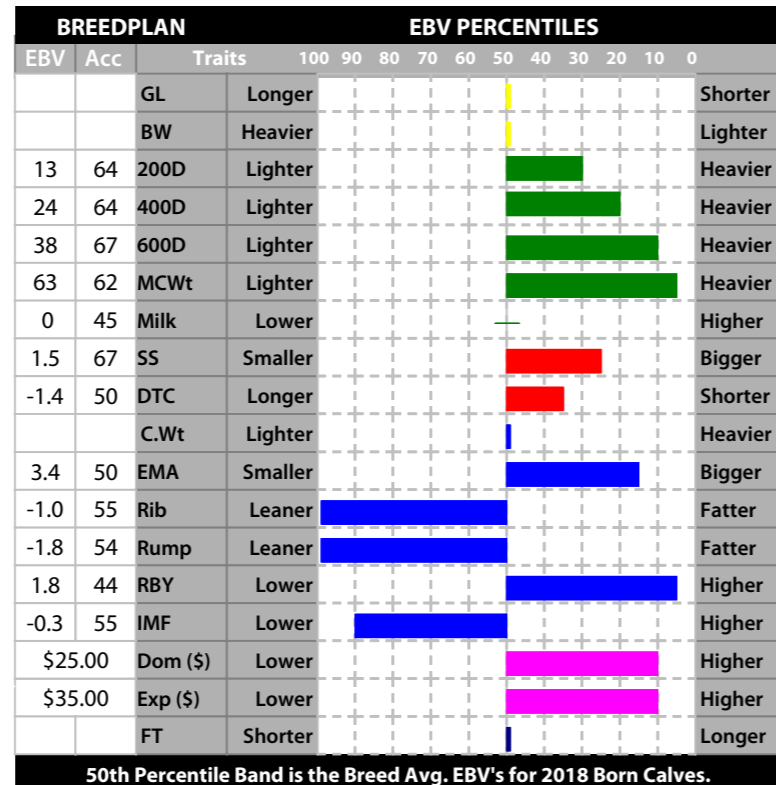 BREEDPLAN EBV PERCENTILES
EBV Acc Traits 100 90 80 70 60 50 40 30 20 10 0
GL Longer Shorter
BW Heavier Lighter
13 64 200D Lighter Heavier
24 64 400D Lighter Heavier
38 67 600D Lighter Heavier
63 62 MCWt Lighter Heavier
0 45 Milk Lower Higher
1.5 67 SS Smaller Bigger
-1.4 50 DTC Longer Shorter
C.Wt Lighter Heavier
3.4 50 EMA Smaller Bigger
-1.0 55 Rib Leaner Fatter
-1.8 54 Rump Leaner Fatter
1.8 44 RBY Lower Higher
-0.3 55 IMF Lower Higher
$25.00 Dom ($) Lower Higher
$35.00 Exp ($) Lower Higher
FT Shorter Longer
50th Percentile Band is the Breed Avg. EBV's for 2018 Born Calves.